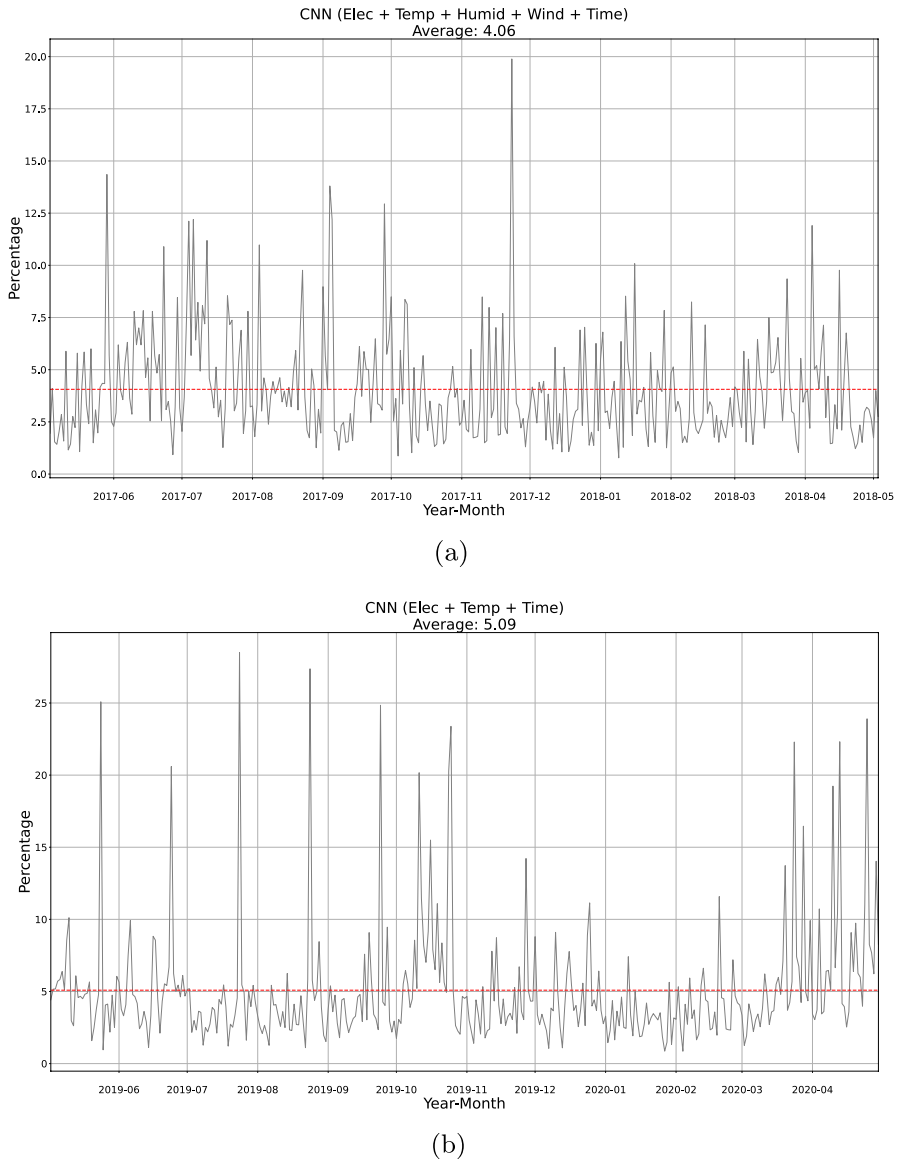 CNN (Elec + Temp + Humid + Wind + Time)
Average: 4.06
20.0
17.5
15.0
12.5
10.0
7.5
5.0
2.5
0.0
Percentage
2017-06 2017-07 2017-08 2017-09 2017-10 2017-11 2017-12 2018-01 2018-02 2018-03 2018-04 2018-05
Year-Month
(a)
CNN (Elec + Temp + Time)
Average: 5.09
25
20
15
10
5
0
Percentage
2019-06 2019-07 2019-08 2019-09 2019-10 2019-11 2019-12 2020-01 2020-02 2020-03 2020-04
Year-Month
(b)